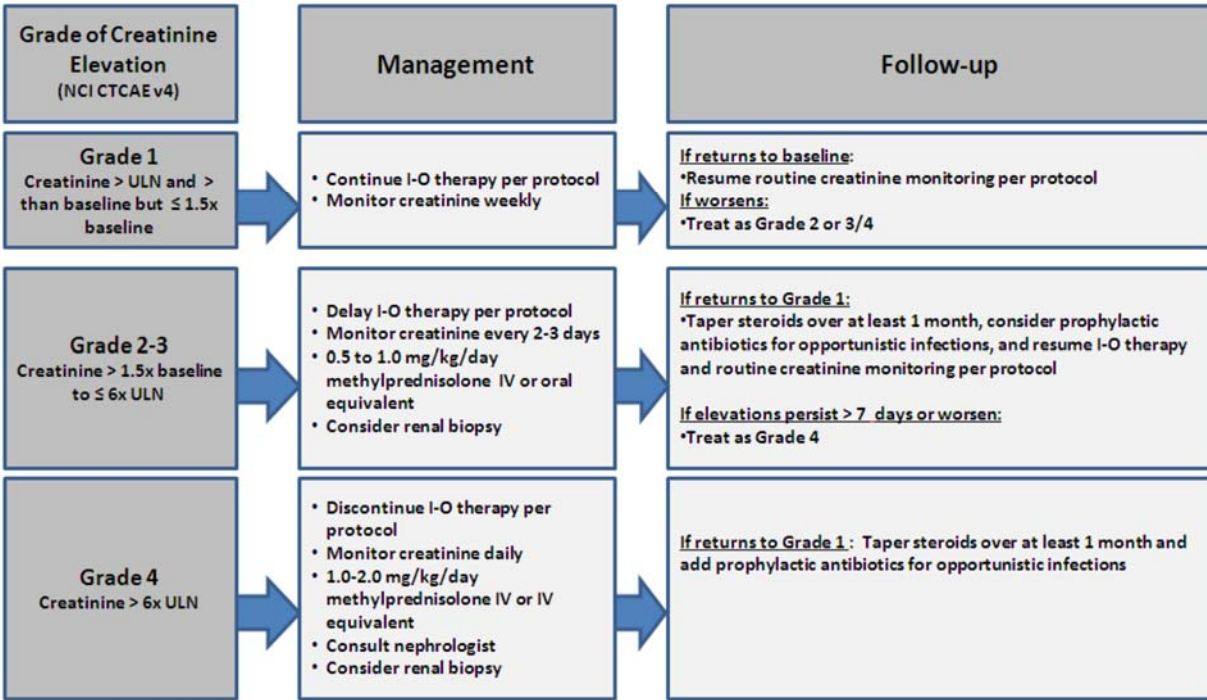 Grade of Creatinine
Elevation
(NCI CTCAE v4)
Management
Follow-up
Grade 1
Creatinine > ULN and >
than baseline but ≤ 1.5x
baseline
• Continue I-O therapy per protocol
• Monitor creatinine weekly
If returns to baseline:
•Resume routine creatinine monitoring per protocol
If worsens:
•Treat as Grade 2 or 3/4
Grade 2-3
Creatinine > 1.5x baseline
to ≤ 6x ULN
• Delay I-O therapy per protocol
• Monitor creatinine every 2-3 days
• 0.5 to 1.0 mg/kg/day
methylprednisolone IV or oral
equivalent
• Consider renal biopsy
If returns to Grade 1:
•Taper steroids over at least 1 month, consider prophylactic
antibiotics for opportunistic infections, and resume I-O therapy
and routine creatinine monitoring per protocol
If elevations persist > 7 days or worsen:
•Treat as Grade 4
Grade 4
Creatinine > 6x ULN
• Discontinue I-O therapy per
protocol
• Monitor creatinine daily
• 1.0-2.0 mg/kg/day
methylprednisolone IV or IV
equivalent
• Consult nephrologist
• Consider renal biopsy
If returns to Grade 1 : Taper steroids over at least 1 month and
add prophylactic antibiotics for opportunistic infections